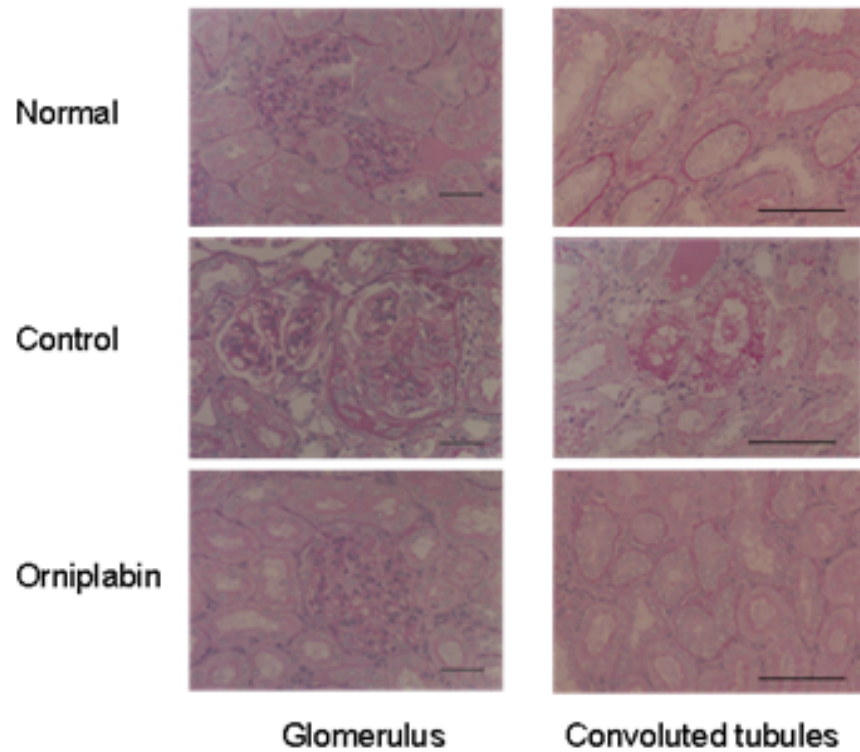 Normal
Control
Orniplabin
Glomerulus
Convoluted tubules